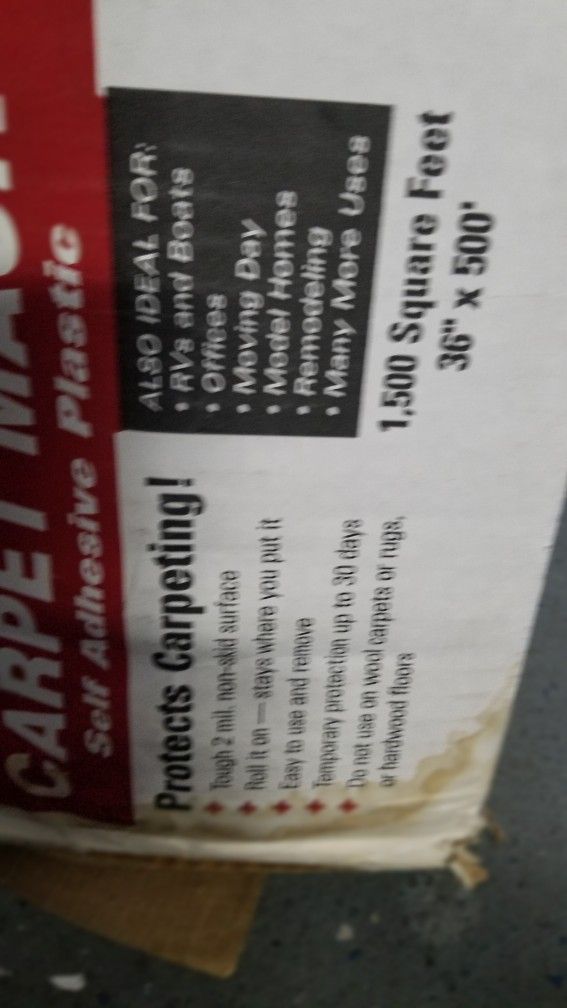 CARPET MASK
Self Adhesive Plastic
Protects Carpeting!
Tough 2 mil. non-skid surface
Roll it on — stays where you put it
Easy to use and remove
Temporary protection up to 30 days
Do not use on wool carpets or rugs,
or hardwood floors
ALSO IDEAL FOR:
• RVs and Boats
• Offices
• Moving Day
• Model Homes
• Remodeling
• Many More Uses
1,500 Square Feet
36" x 500'